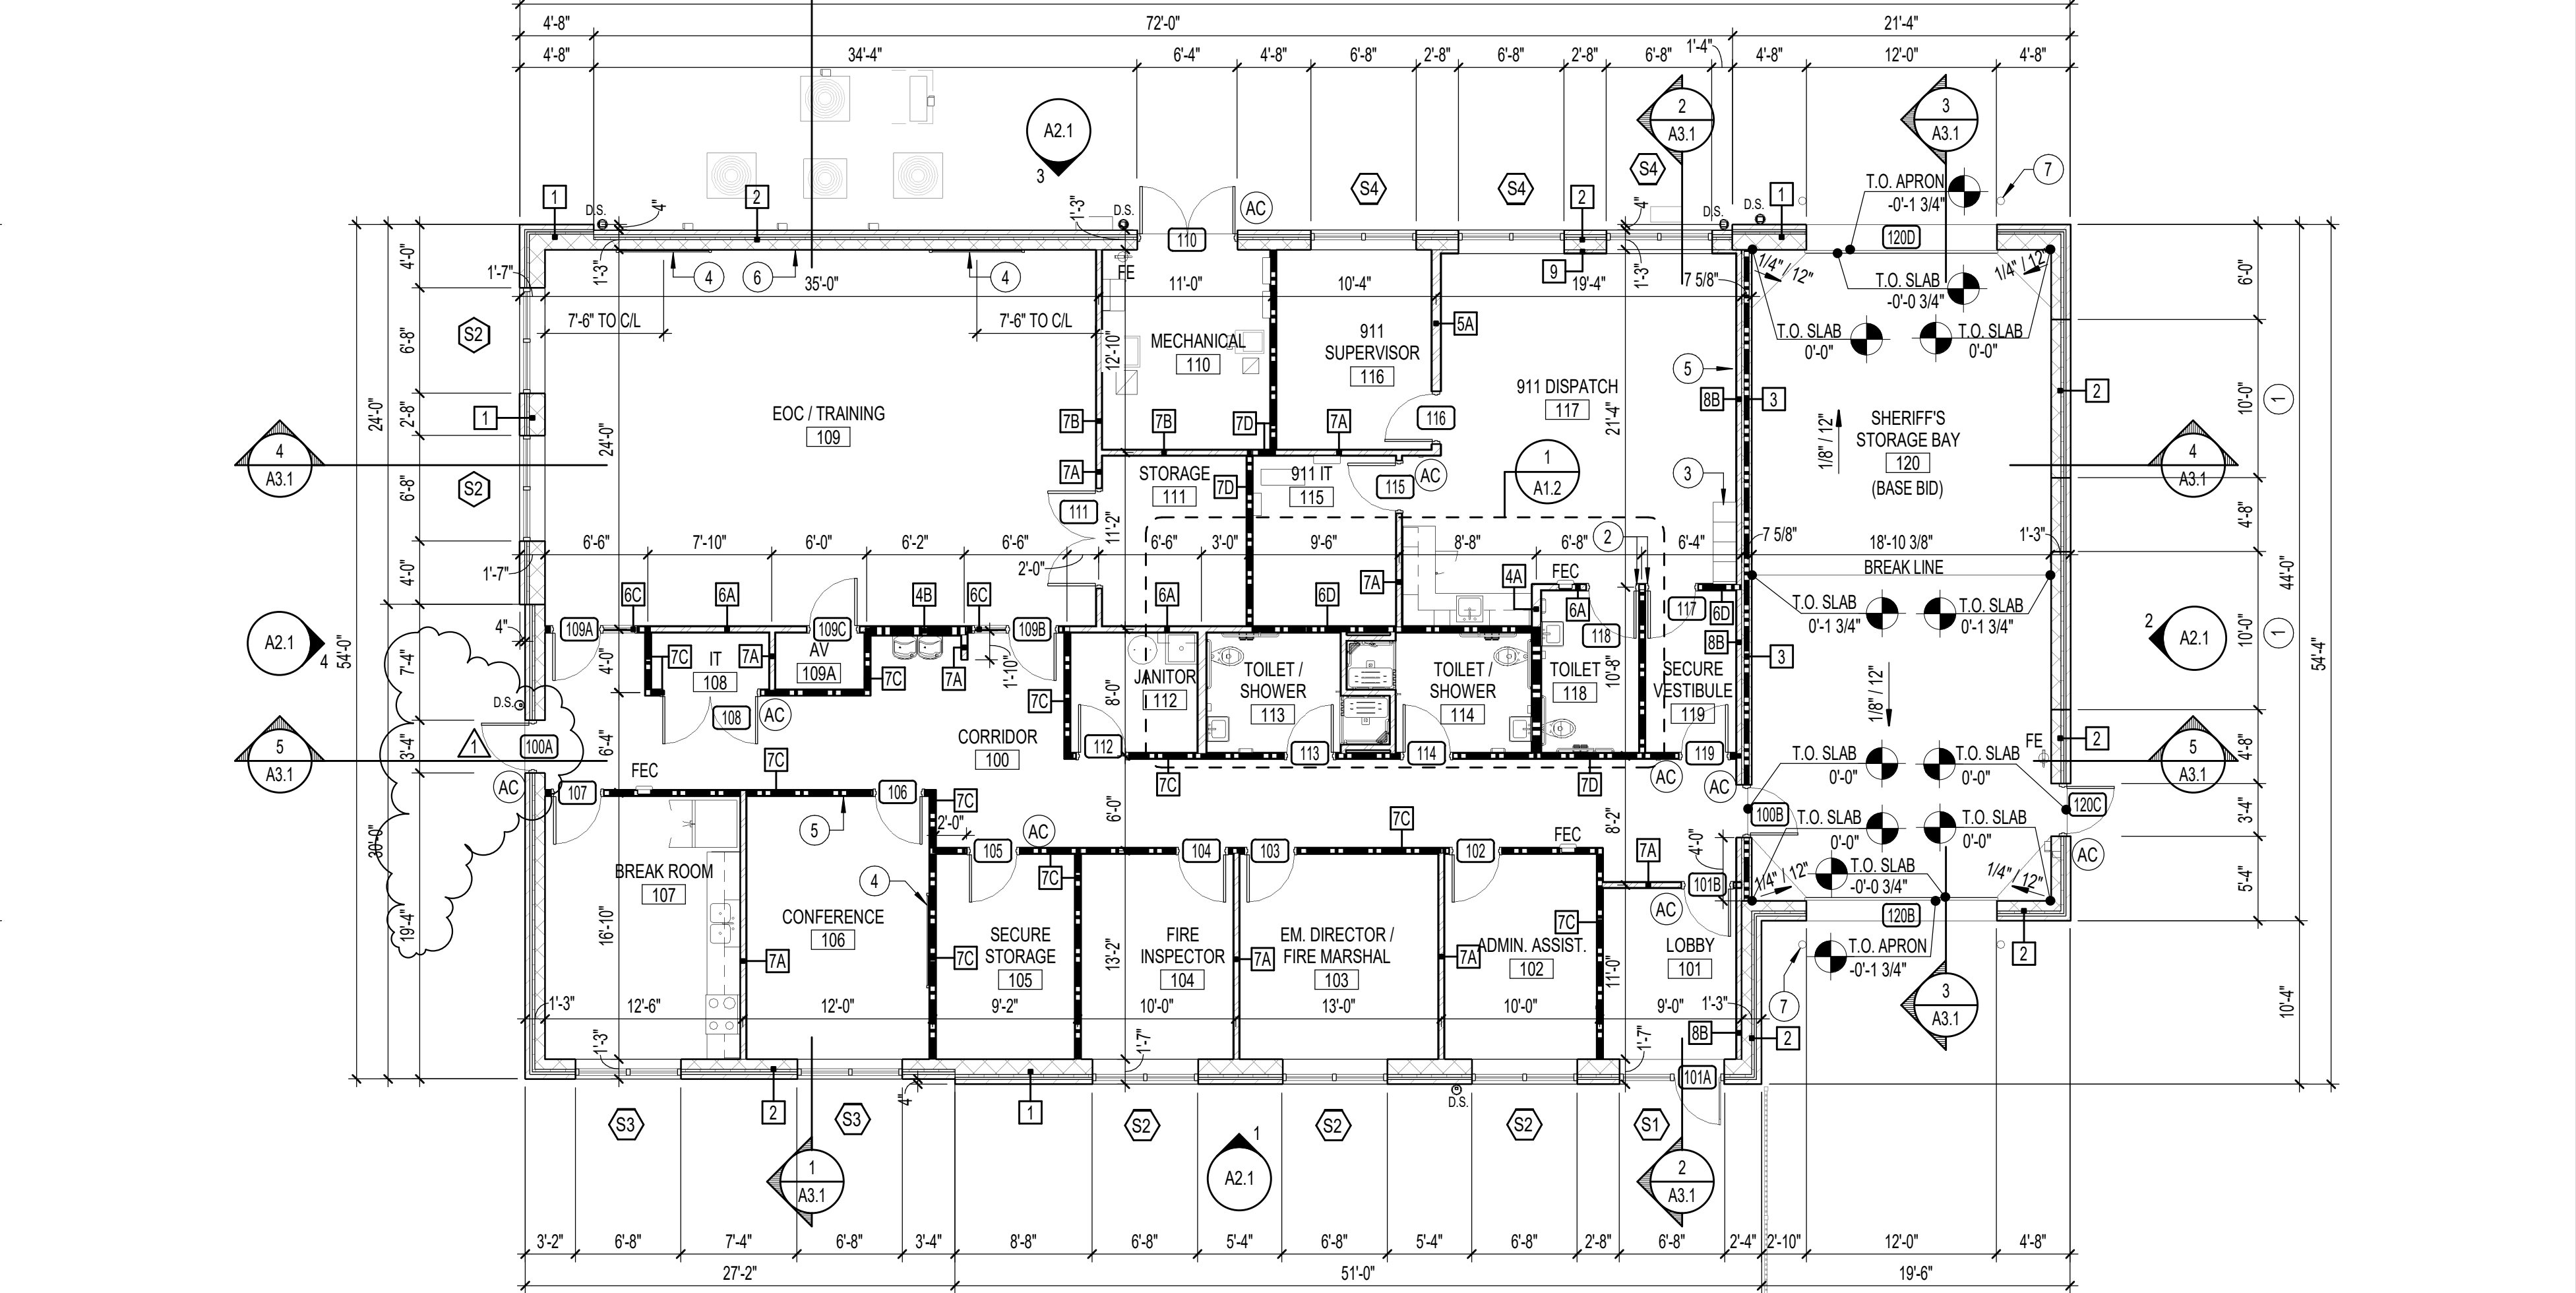 4'-8" 72'-0" 21'-4"
4'-8" 34'-4" 6'-4" 4'-8" 6'-8" 2'-8" 6'-8" 2'-8" 6'-8" 1'-4" 4'-8" 12'-0" 4'-8"
A2.1
3
2
A3.1
3
A3.1
S4 S4 S4
7
T.O. APRON
-0'-1 3/4"
1 2 2 1
D.S. 4" D.S. 1'-3" AC 4" D.S. D.S.
110 120D
4'-0" 1'-7" 1'-3" 4 6 4 FE 9 1'-3" 1/4" / 12" 1/4" / 12" 6'-0"
35'-0" 11'-0" 10'-4" 19'-4" 7 5/8"
T.O. SLAB
-0'-0 3/4"
7'-6" TO C/L 7'-6" TO C/L
S2 6'-8"
12'-10"
MECHANICAL
110
911
SUPERVISOR
116
5A
T.O. SLAB
0'-0"
T.O. SLAB
0'-0"
5
24'-0" 2'-8" 1
EOC / TRAINING
109
24'-0"
7B 7B 7D 7A 116
911 DISPATCH
117
21'-4"
8B 3
1/8" / 12"
SHERIFF'S
STORAGE BAY
120
(BASE BID)
2 10'-0" 1
4
A3.1
4
A3.1
S2 6'-8"
7A
STORAGE
111
7D
911 IT
115
115 AC
1
A1.2
3
111 11'-2" 4'-8"
6'-6" 7'-10" 6'-0" 6'-2" 6'-6" 2'-0" 6'-6" 3'-0" 9'-6" 8'-8" 6'-8" 2 6'-4" 7 5/8" 18'-10 3/8" 1'-3"
BREAK LINE
44'-0"
4'-0" 1'-7"
6C 6A 4B 6C 6A 6D 7A 4A FEC 6A 117 6D
T.O. SLAB
0'-1 3/4"
T.O. SLAB
0'-1 3/4"
10'-0" 1
A2.1
4
54'-0"
4"
109A 109C 109B 118 8B
2
A2.1
54'-4"
7'-4" 4'-0"
7C
IT
108
7A
AV
109A
7C 7A 1'-10" 7C 8'-0"
JANITOR
112
TOILET /
SHOWER
113
TOILET /
SHOWER
114
TOILET
118
10'-8"
SECURE
VESTIBULE
119
3
D.S. 108 AC
1/8" / 12"
5
A3.1
3'-4" 1 100A 6'-4"
CORRIDOR
100
112 113 114 119
FE 2 4'-8"
5
A3.1
T.O. SLAB
0'-0"
T.O. SLAB
0'-0"
AC 107 FEC 7C 106 7C 7C 7D AC AC
100B 120C 3'-4"
30'-0" 5 2'-0" AC 6'-0" 7C FEC 8'-2" 4'-0"
T.O. SLAB
0'-0"
T.O. SLAB
0'-0"
105 7C 104 103 102 7A 101B AC
BREAK ROOM
107
4
T.O. SLAB
-0'-0 3/4"
1/4" / 12" 1/4" / 12" 5'-4"
19'-4" 16'-10"
CONFERENCE
106
7A 7C
SECURE
STORAGE
105
13'-2"
FIRE
INSPECTOR
104
7A
EM. DIRECTOR /
FIRE MARSHAL
103
7A
ADMIN. ASSIST.
102
7C 11'-0" AC
LOBBY
101
120B 2
T.O. APRON
-0'-1 3/4"
7
3
A3.1
10'-4"
1'-3" 12'-6" 12'-0" 9'-2" 10'-0" 13'-0" 10'-0" 9'-0" 1'-3"
1'-3" 1'-7" 1'-7" 8B 2
101A
2 4" 1 D.S.
S3 S3 S2 S2 S2 S1
1
A3.1
1
A2.1
2
A3.1
3'-2" 6'-8" 7'-4" 6'-8" 3'-4" 8'-8" 6'-8" 5'-4" 6'-8" 5'-4" 6'-8" 2'-8" 6'-8" 2'-4" 2'-10" 12'-0" 4'-8"
27'-2" 51'-0" 19'-6"